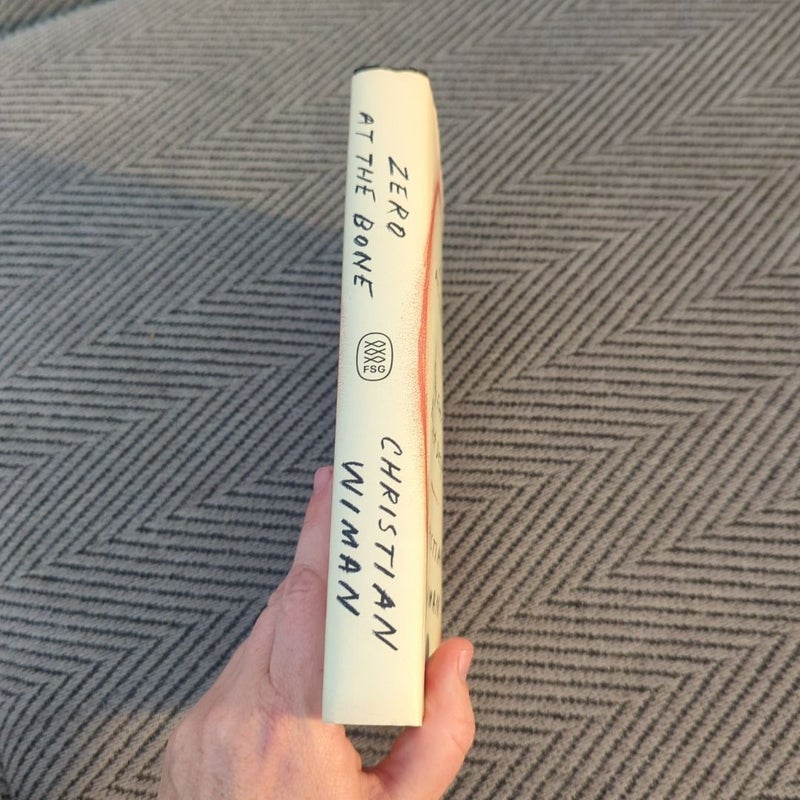 ZERO
AT THE BONE
FSG
CHRISTIAN
WIMAN